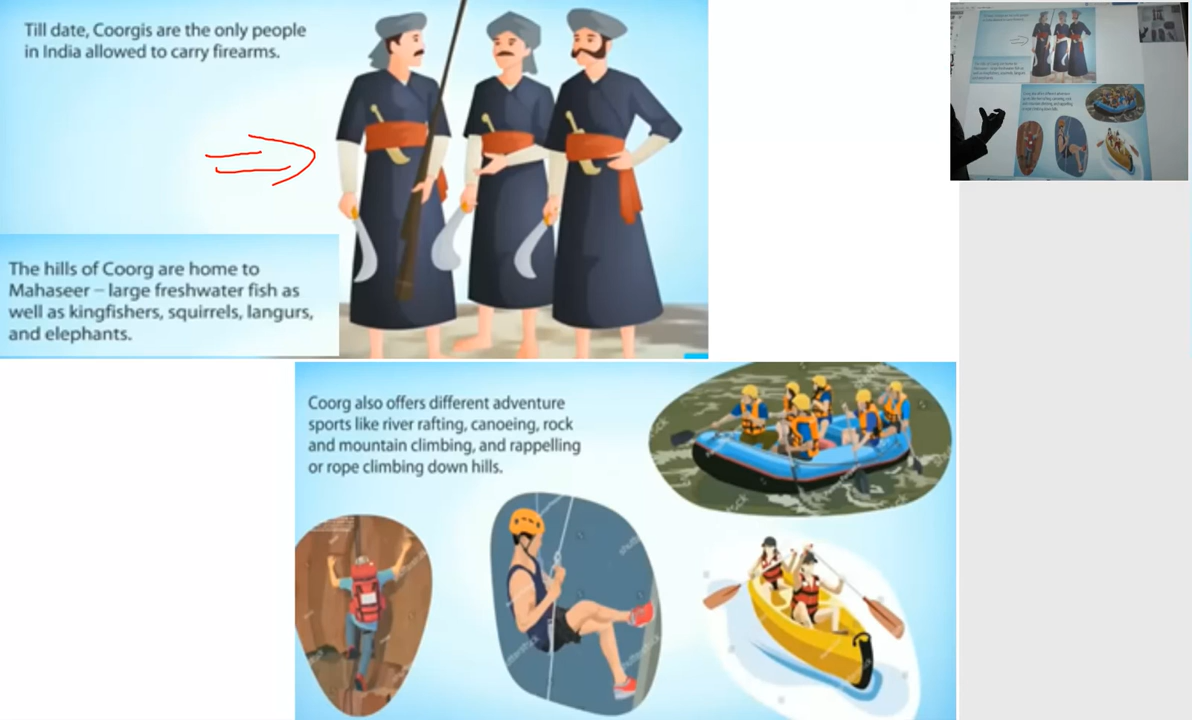 Till date, Coorgis are the only people
in India allowed to carry firearms.
The hills of Coorg are home to
Mahaseer – large freshwater fish as
well as kingfishers, squirrels, langurs,
and elephants.
Coorg also offers different adventure
sports like river rafting, canoeing, rock
and mountain climbing, and rappelling
or rope climbing down hills.